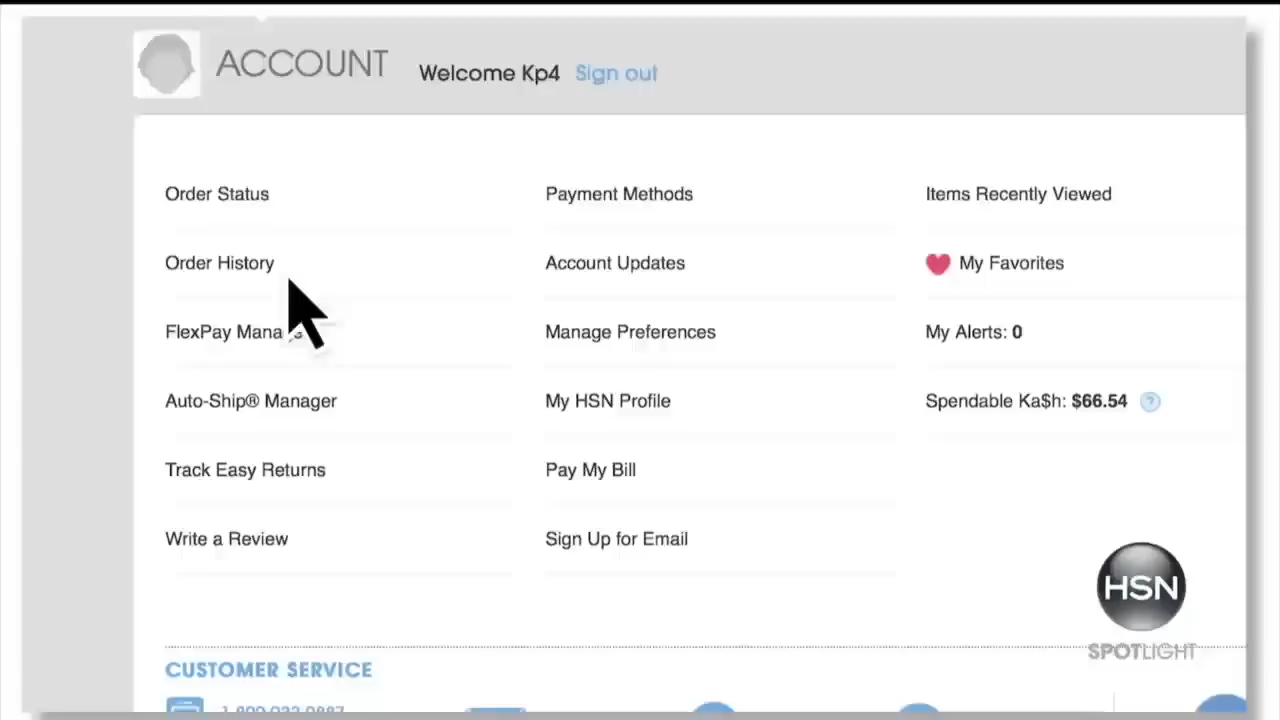 ACCOUNT Welcome Kp4 Sign out
Order Status
Order History
FlexPay
Auto-Ship® Manager
Track Easy Returns
Write a Review
Payment Methods
Account Updates
Manage Preferences
My HSN Profile
Pay My Bill
Sign Up for Email
Items Recently Viewed
My Favorites
My Alerts: 0
Spendable Ka$h: $66.54 ?
HSN
SPOTLIGHT
CUSTOMER SERVICE